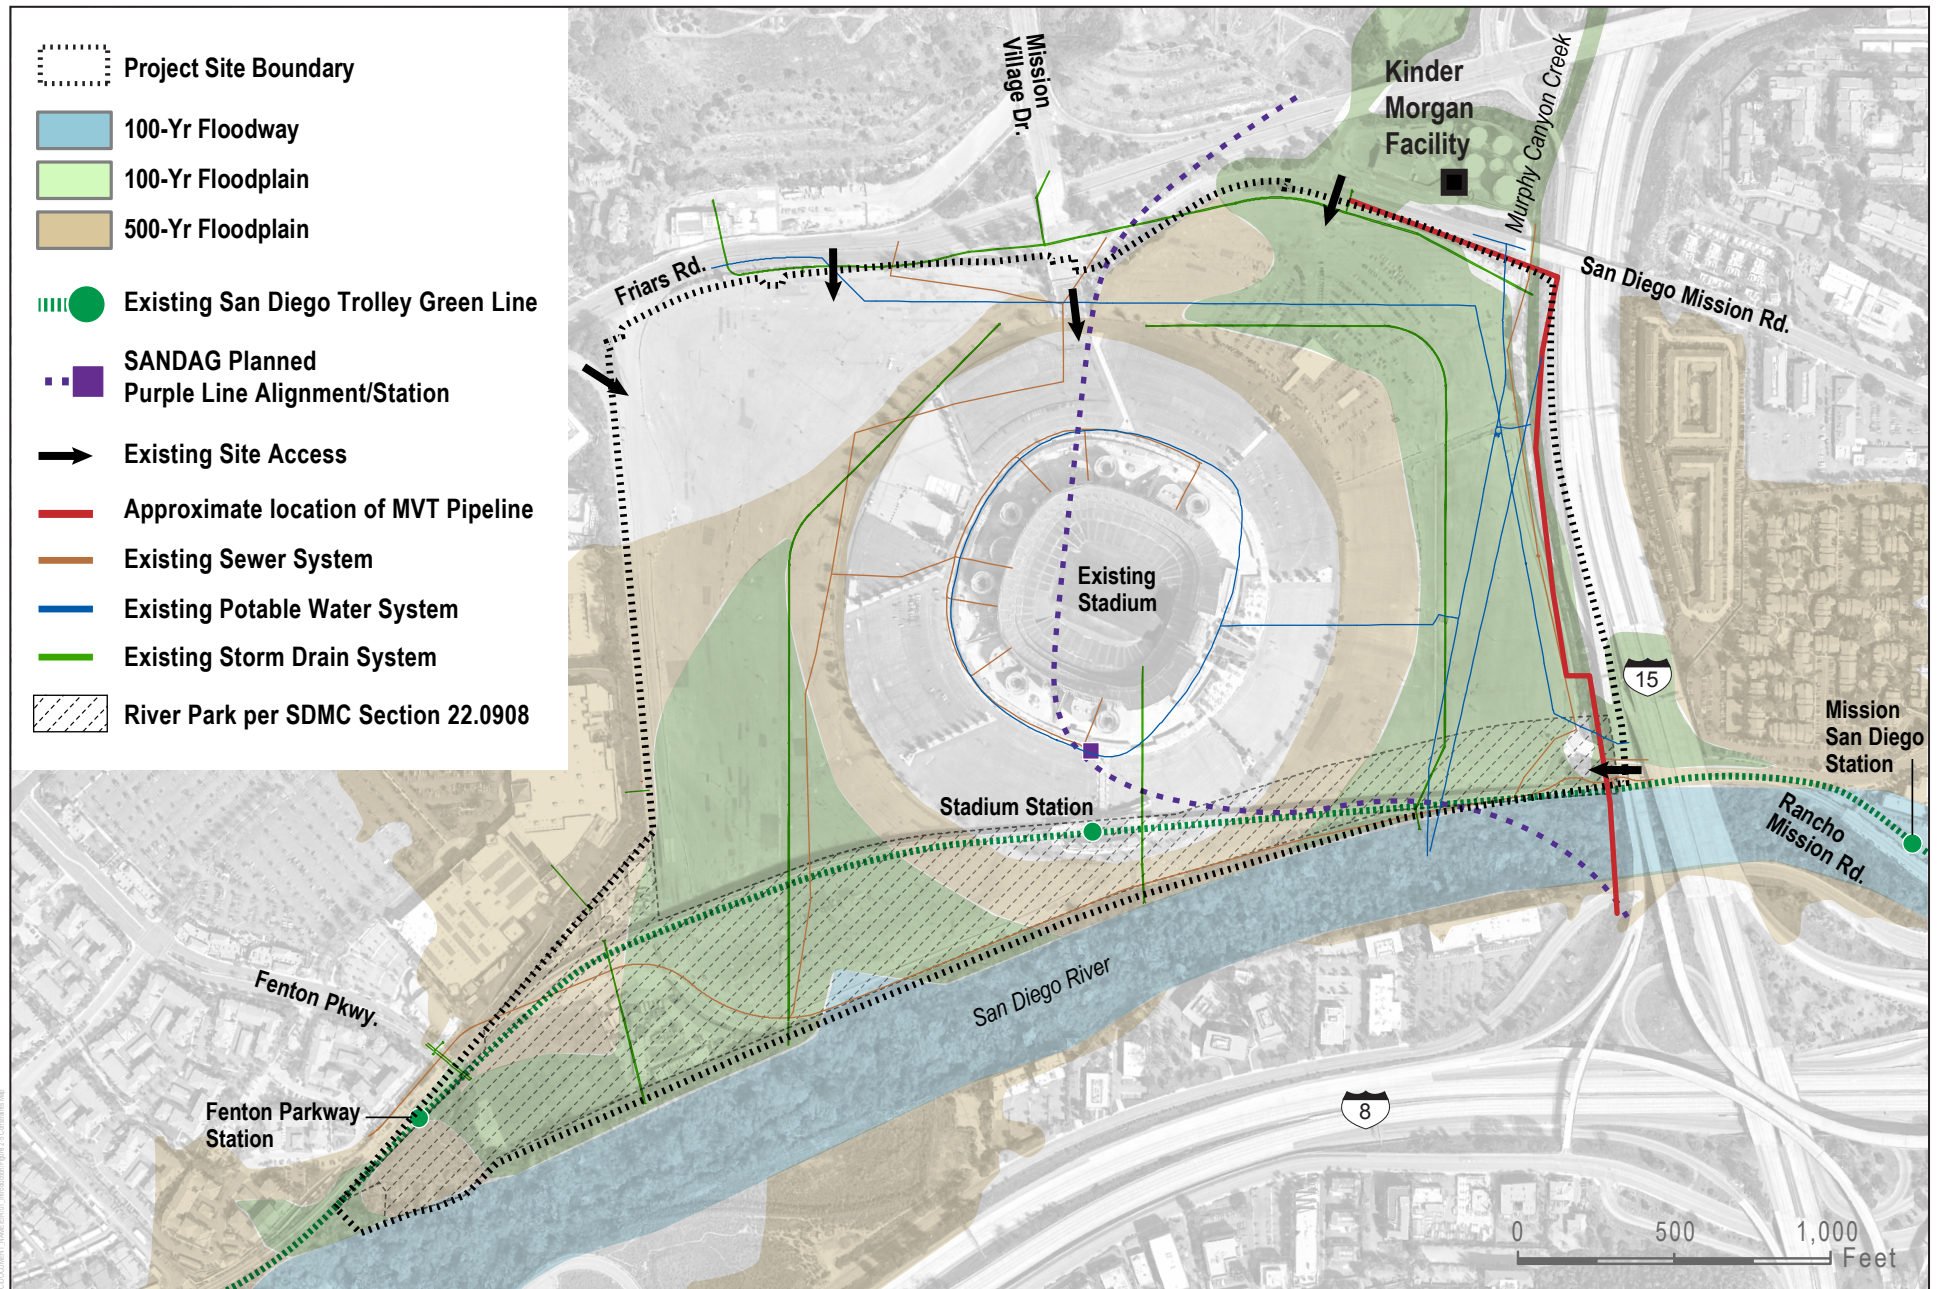 Project Site Boundary
100-Yr Floodway
100-Yr Floodplain
500-Yr Floodplain
Existing San Diego Trolley Green Line
SANDAG Planned
Purple Line Alignment/Station
Existing Site Access
Approximate location of MVT Pipeline
Existing Sewer System
Existing Potable Water System
Existing Storm Drain System
River Park per SDMC Section 22.0908
Mission
Village Dr.
Kinder
Morgan
Facility
Murphy Canyon Creek
Friars Rd.
San Diego Mission Rd.
Existing
Stadium
15
Mission
San Diego
Station
Stadium Station
Rancho
Mission Rd.
San Diego River
Fenton Pkwy.
Fenton Parkway
Station
8
0 500 1,000
Feet